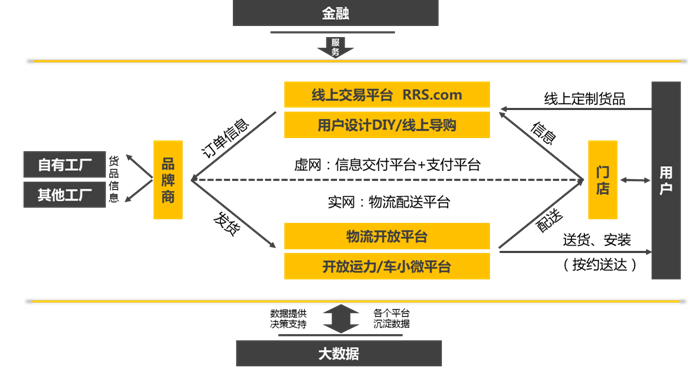 金融
服务
线上交易平台 RRS.com
用户设计DIY/线上导购
线上定制货品
订单信息
信息
自有工厂
其他工厂
货品信息
品牌商
虚网：信息交付平台+支付平台
实网：物流配送平台
门店
用户
发货
配送
物流开放平台
开放运力/车小微平台
送货、安装
（按约送达）
数据提供
决策支持
各个平台
沉淀数据
大数据